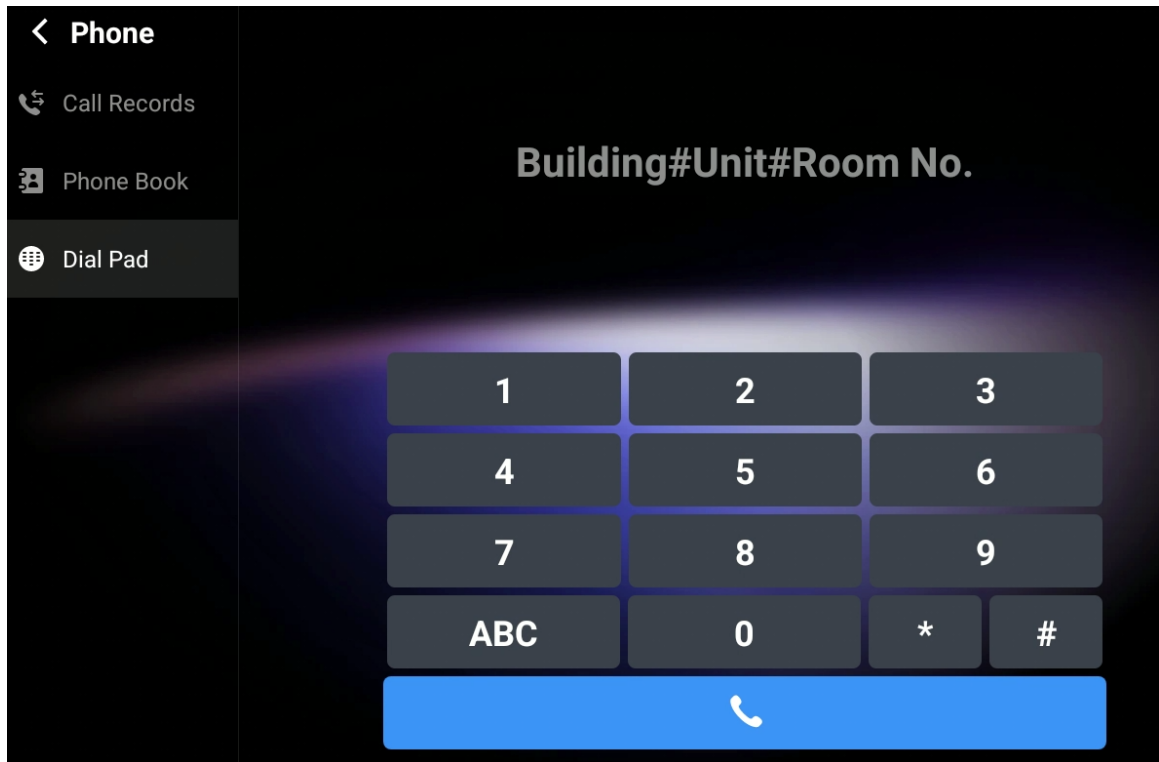 Phone
Call Records
Phone Book
Dial Pad
Building#Unit#Room No.
1 2 3
4 5 6
7 8 9
ABC 0 * #